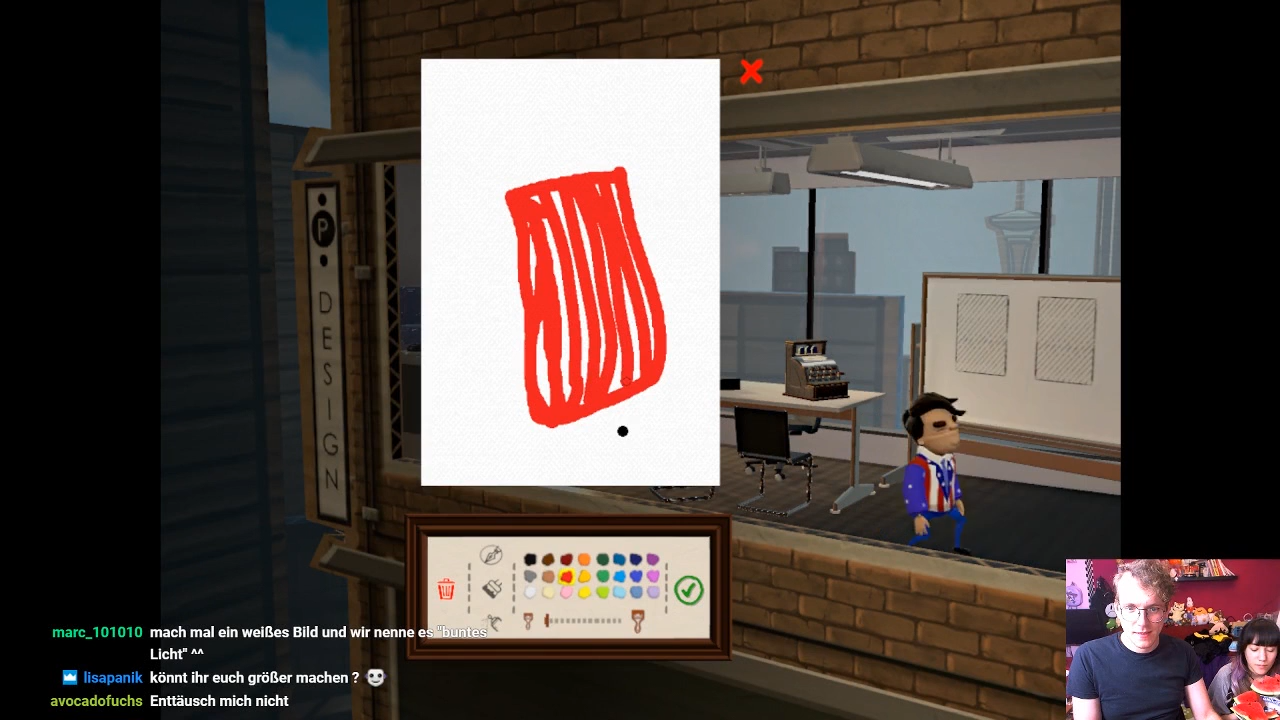 P
DESIGN
marc_101010 mach mal ein weißes Bild und wir nenne es "buntes
Licht" ^^
lisapanik könnt ihr euch größer machen ?
avocadofuchs Enttäusch mich nicht